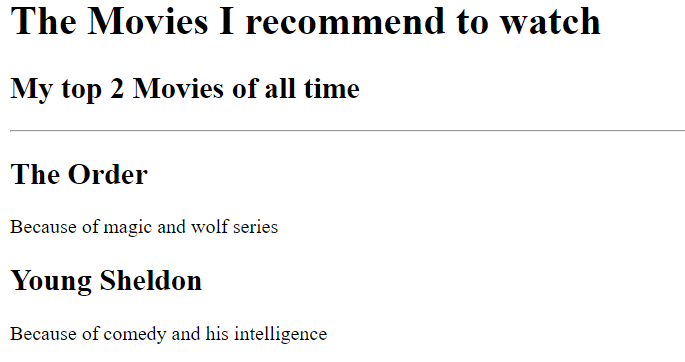 The Movies I recommend to watch
My top 2 Movies of all time
The Order
Because of magic and wolf series
Young Sheldon
Because of comedy and his intelligence